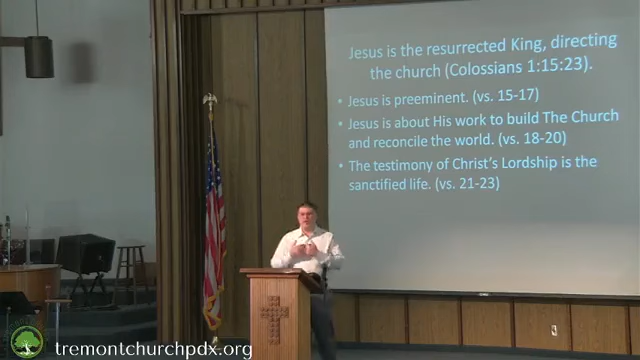 Jesus is the resurrected King, directing
the church (Colossians 1:15:23).
• Jesus is preeminent. (vs. 15-17)
• Jesus is about His work to build The Church
and reconcile the world. (vs. 18-20)
• The testimony of Christ's Lordship is the
sanctified life. (vs. 21-23)
tremontchurchpdx.org